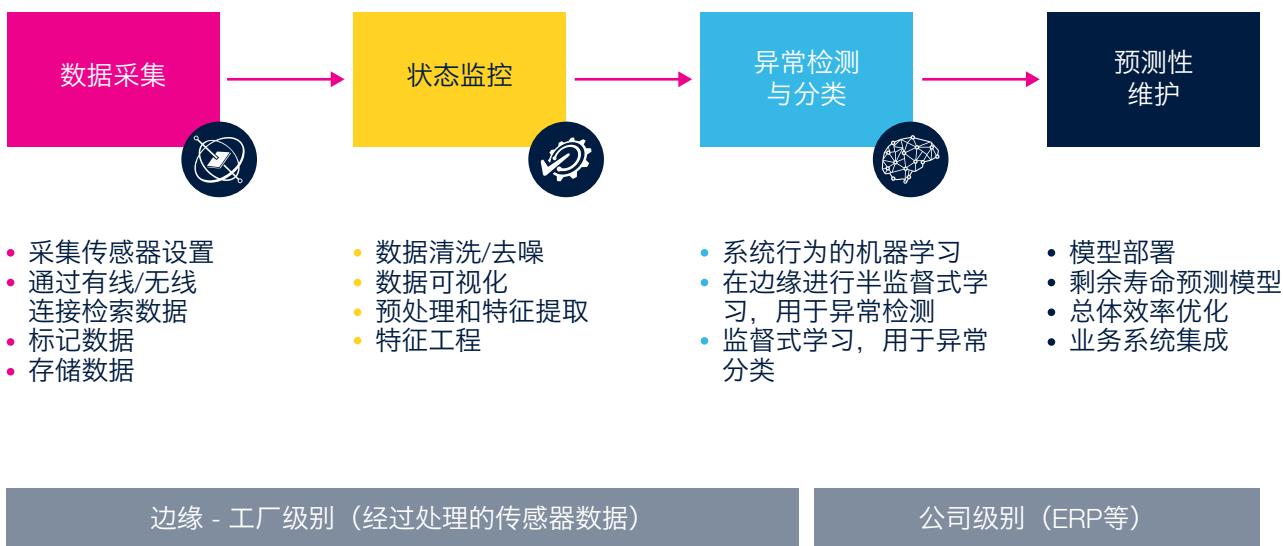 数据采集
状态监控
异常检测
与分类
预测性
维护
采集传感器设置
通过有线/无线
连接检索数据
标记数据
存储数据
数据清洗/去噪
数据可视化
预处理和特征提取
特征工程
系统行为的机器学习
在边缘进行半监督式学
习，用于异常检测
监督式学习，用于异常
分类
模型部署
剩余寿命预测模型
总体效率优化
业务系统集成
边缘 - 工厂级别（经过处理的传感器数据）
公司级别（ERP等）